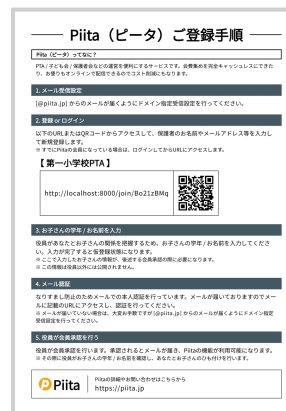 Piita（ピータ）ご登録手順
Piita（ピータ）ってなに？
PTA / 子ども会 / 保護者会などの運営を便利にするサービスです。会費集めを完全キャッシュレスにできた
り、お便りもオンラインで配信できるのでコスト削減にもなります。
1. メール受信設定
[@piita.jp] からのメールが届くようにドメイン指定受信設定を行ってください。
2. 登録 or ログイン
以下のURLまたはQRコードからアクセスして、保護者のお名前やメールアドレス等を入力し
て新規登録します。
※ すでにPiitaの会員になっている場合は、ログインしてからURLにアクセスします。
【 第一小学校PTA 】
http://localhost:8000/join/Bo21zBMq
3. お子さんの学年 / お名前を入力
役員があなたとお子さんの関係を把握するため、お子さんの学年 / お名前を入力してくださ
い。入力が完了すると仮登録状態になります。
※ ここで入力したお子さんの情報が、後述する会員承認の際に必要になります。
※ この情報は役員以外には公開されません。
4. メール認証
なりすまし防止のためメールでの本人認証を行っています。メールが届いておりますのでメー
ルに記載のURLにアクセスし、認証を行ってください。
※ メールが届いていない場合は、大変お手数ですが [@piita.jp] からのメールが届くようにドメイン指定
受信設定を行ってください。
5. 役員が会員承認を行う
役員が会員承認を行います。承認されるとメールが届き、Piitaの機能が利用可能になります。
※ その際に役員がお子さんの学年 / お名前を確認し、あなたとお子さんのひも付けを行います。
Piita
Piitaの詳細やお問い合わせはこちらから
https://piita.jp